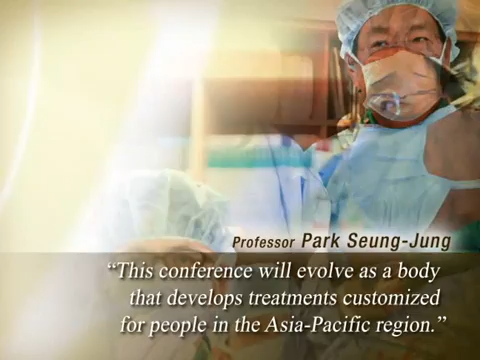 Professor Park Seung-Jung
“This conference will evolve as a body
that develops treatments customized
for people in the Asia-Pacific region.”